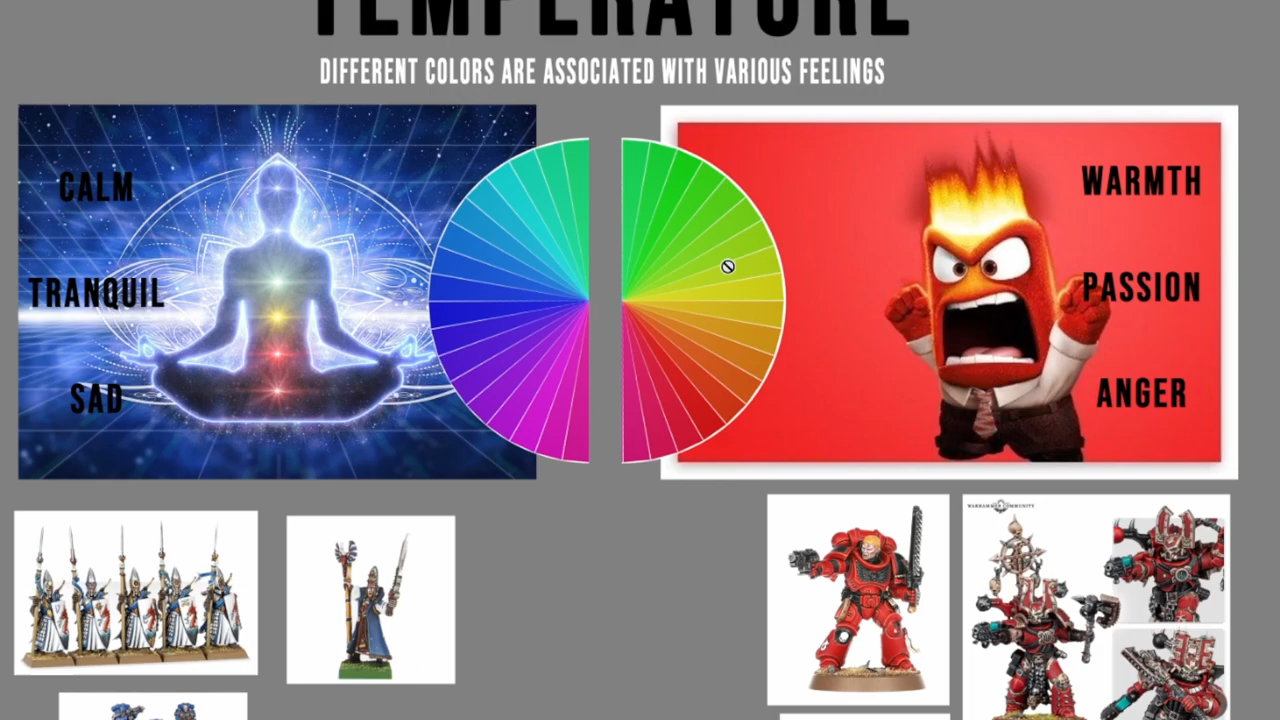 TEMPERATURE
DIFFERENT COLORS ARE ASSOCIATED WITH VARIOUS FEELINGS
CALM
TRANQUIL
SAD
WARMTH
PASSION
ANGER
WARHAMMER COMMUNITY